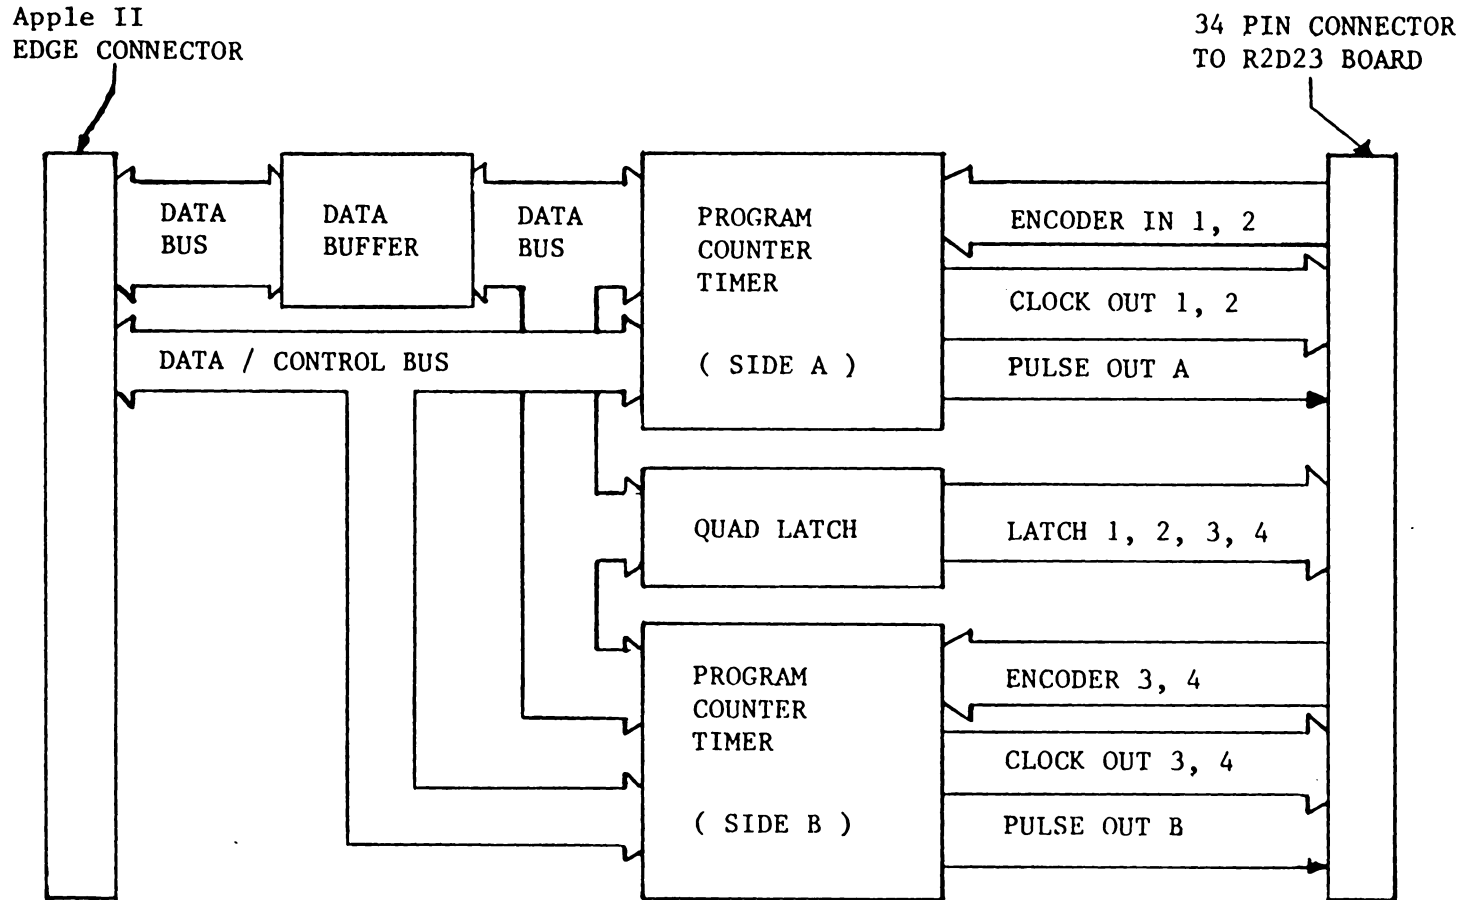 Apple II
EDGE CONNECTOR
34 PIN CONNECTOR
TO R2D23 BOARD
DATA
BUS
DATA
BUFFER
DATA
BUS
PROGRAM
COUNTER
TIMER
( SIDE A )
ENCODER IN 1, 2
CLOCK OUT 1, 2
PULSE OUT A
DATA / CONTROL BUS
QUAD LATCH
LATCH 1, 2, 3, 4
PROGRAM
COUNTER
TIMER
( SIDE B )
ENCODER 3, 4
CLOCK OUT 3, 4
PULSE OUT B